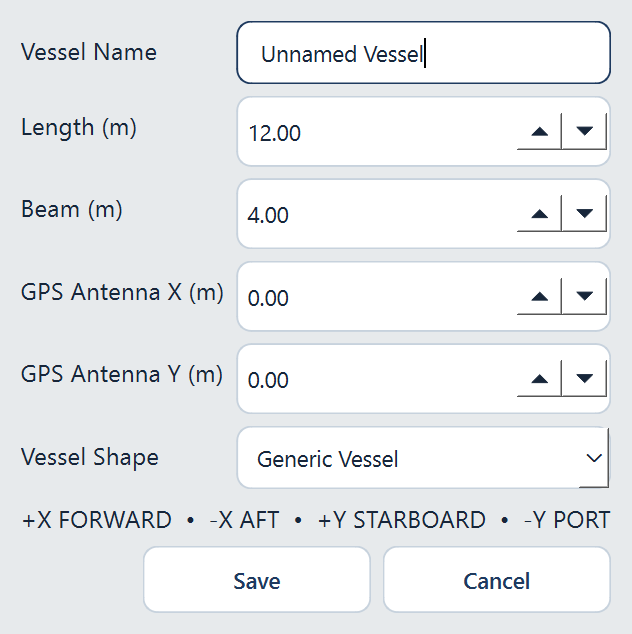 Vessel Name Unnamed Vessel
Length (m) 12.00
Beam (m) 4.00
GPS Antenna X (m) 0.00
GPS Antenna Y (m) 0.00
Vessel Shape Generic Vessel
+X FORWARD • -X AFT • +Y STARBOARD • -Y PORT
Save Cancel